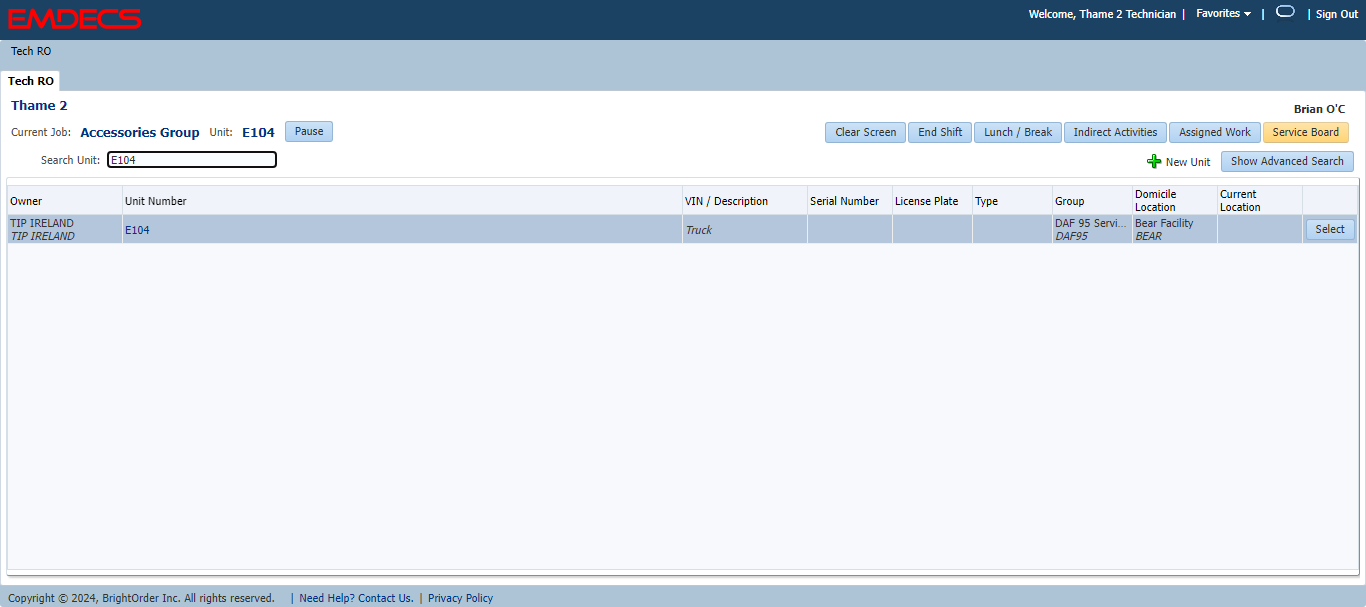 EMDECS
Welcome, Thame 2 Technician | Favorites | | Sign Out
Tech RO
Tech RO
Thame 2
Brian O'C
Current Job: Accessories Group Unit: E104 Pause
Clear Screen End Shift Lunch / Break Indirect Activities Assigned Work Service Board
Search Unit: E104
New Unit Show Advanced Search
Owner Unit Number VIN / Description Serial Number License Plate Type Group Domicile Location Current Location
TIP IRELAND E104 Truck DAF 95 Servi... Bear Facility Select
TIP IRELAND DAF95 BEAR
Copyright © 2024, BrightOrder Inc. All rights reserved. | Need Help? Contact Us. | Privacy Policy